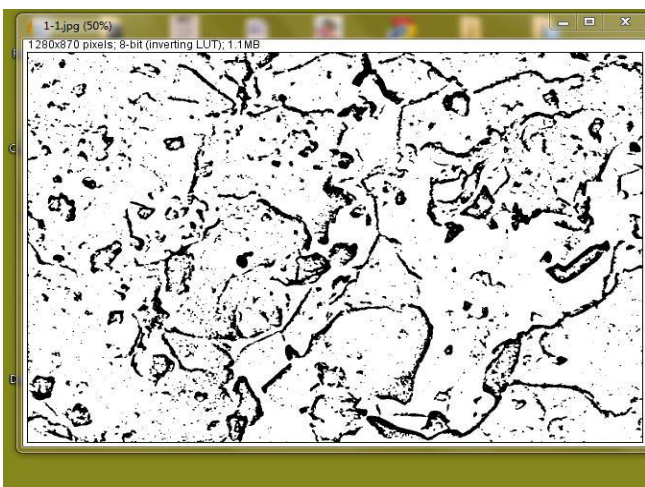 1-1.jpg (50%)
1280x870 pixels; 8-bit (inverting LUT); 1.1MB